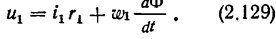 u₁ = i₁r₁ + w₁ dΦ/dt . (2.129)